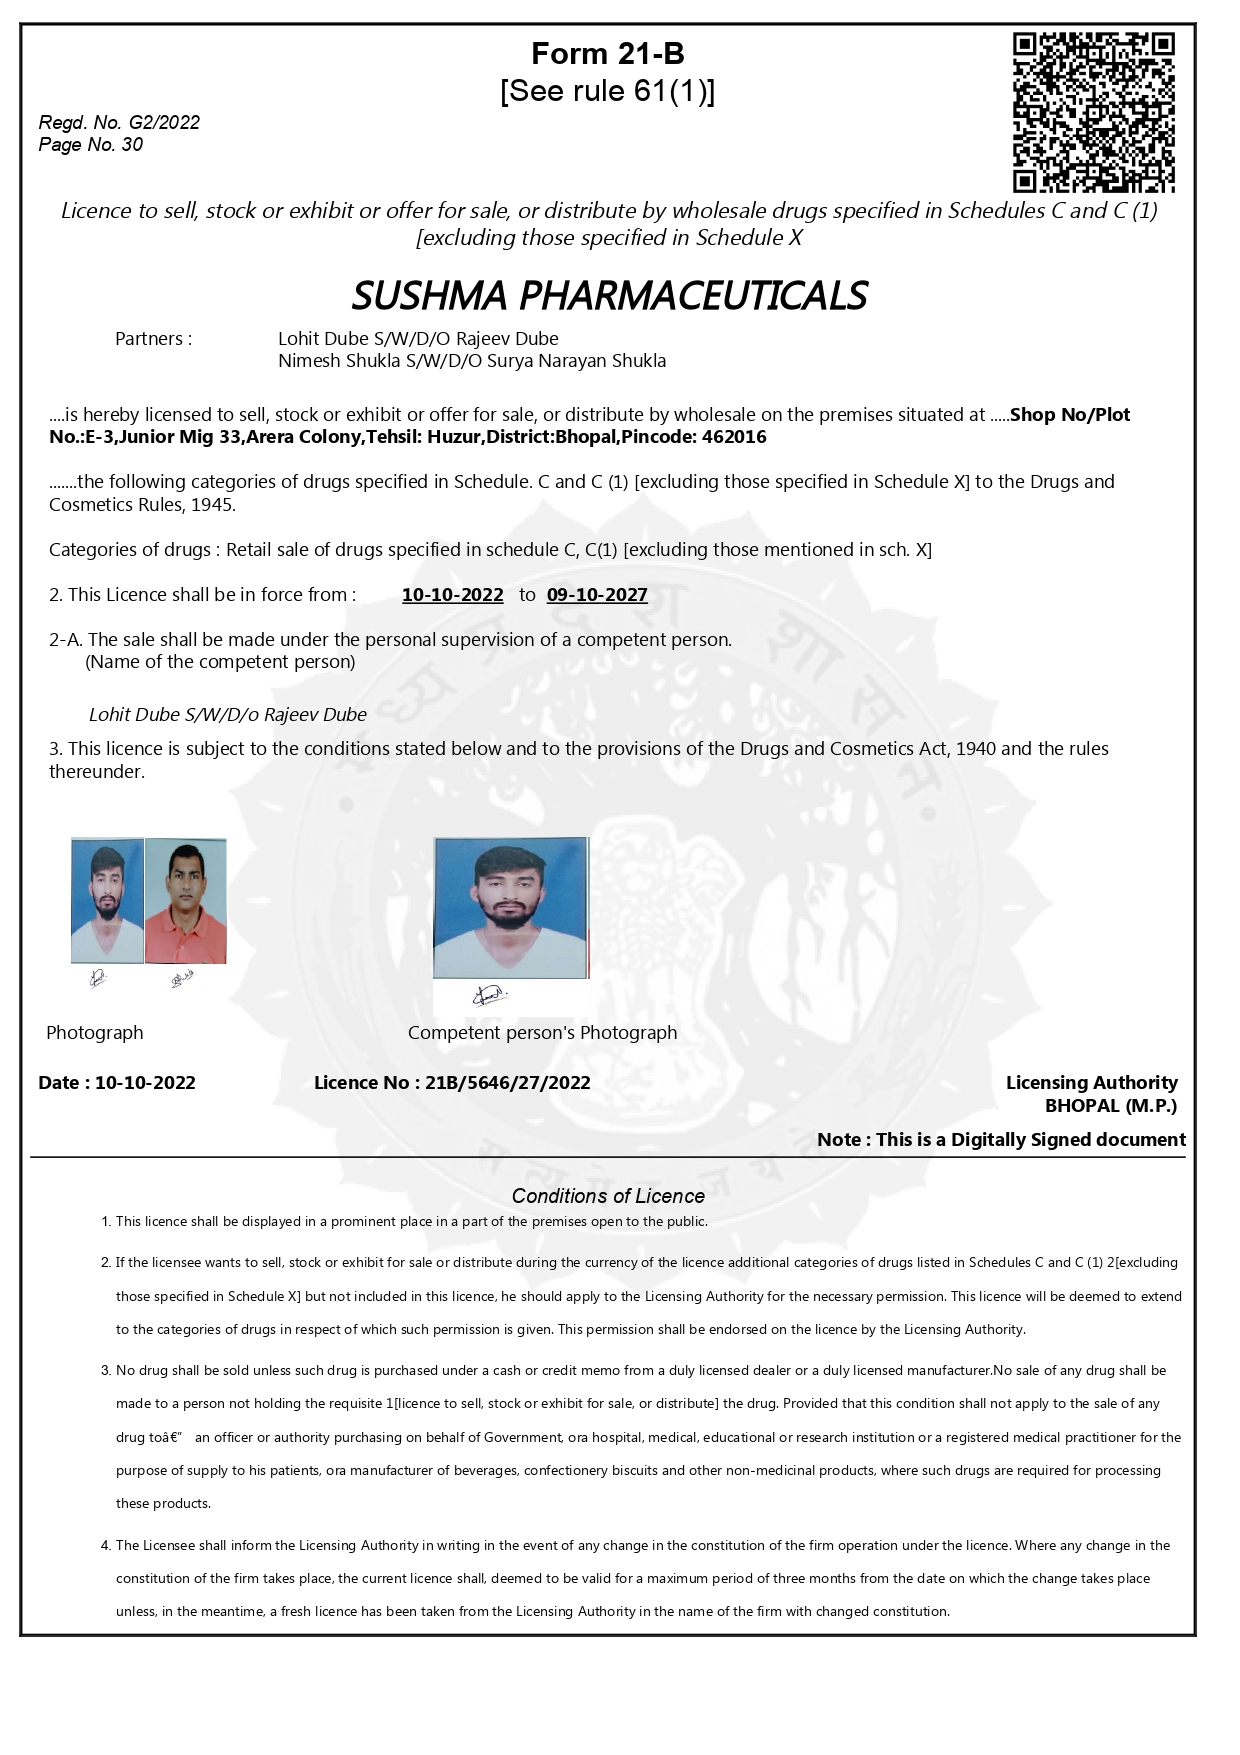 Form 21-B
[See rule 61(1)]
Regd. No. G2/2022
Page No. 30
Licence to sell, stock or exhibit or offer for sale, or distribute by wholesale drugs specified in Schedules C and C (1)
[excluding those specified in Schedule X
SUSHMA PHARMACEUTICALS
Partners : Lohit Dube S/W/D/O Rajeev Dube
Nimesh Shukla S/W/D/O Surya Narayan Shukla
....is hereby licensed to sell, stock or exhibit or offer for sale, or distribute by wholesale on the premises situated at .....Shop No/Plot
No.:E-3,Junior Mig 33,Arera Colony,Tehsil: Huzur,District:Bhopal,Pincode: 462016
.......the following categories of drugs specified in Schedule. C and C (1) [excluding those specified in Schedule X] to the Drugs and
Cosmetics Rules, 1945.
Categories of drugs : Retail sale of drugs specified in schedule C, C(1) [excluding those mentioned in sch. X]
2. This Licence shall be in force from : 10-10-2022 to 09-10-2027
2-A. The sale shall be made under the personal supervision of a competent person.
(Name of the competent person)
Lohit Dube S/W/D/o Rajeev Dube
3. This licence is subject to the conditions stated below and to the provisions of the Drugs and Cosmetics Act, 1940 and the rules
thereunder.
मध्य प्रदेश शासन
Photograph Competent person's Photograph
Date : 10-10-2022 Licence No : 21B/5646/27/2022 Licensing Authority
BHOPAL (M.P.)
Note : This is a Digitally Signed document
सत्यमेव जयते
Conditions of Licence
1. This licence shall be displayed in a prominent place in a part of the premises open to the public.
2. If the licensee wants to sell, stock or exhibit for sale or distribute during the currency of the licence additional categories of drugs listed in Schedules C and C (1) 2[excluding
those specified in Schedule X] but not included in this licence, he should apply to the Licensing Authority for the necessary permission. This licence will be deemed to extend
to the categories of drugs in respect of which such permission is given. This permission shall be endorsed on the licence by the Licensing Authority.
3. No drug shall be sold unless such drug is purchased under a cash or credit memo from a duly licensed dealer or a duly licensed manufacturer.No sale of any drug shall be
made to a person not holding the requisite 1[licence to sell, stock or exhibit for sale, or distribute] the drug. Provided that this condition shall not apply to the sale of any
drug toâ€” an officer or authority purchasing on behalf of Government, ora hospital, medical, educational or research institution or a registered medical practitioner for the
purpose of supply to his patients, ora manufacturer of beverages, confectionery biscuits and other non-medicinal products, where such drugs are required for processing
these products.
4. The Licensee shall inform the Licensing Authority in writing in the event of any change in the constitution of the firm operation under the licence. Where any change in the
constitution of the firm takes place, the current licence shall, deemed to be valid for a maximum period of three months from the date on which the change takes place
unless, in the meantime, a fresh licence has been taken from the Licensing Authority in the name of the firm with changed constitution.